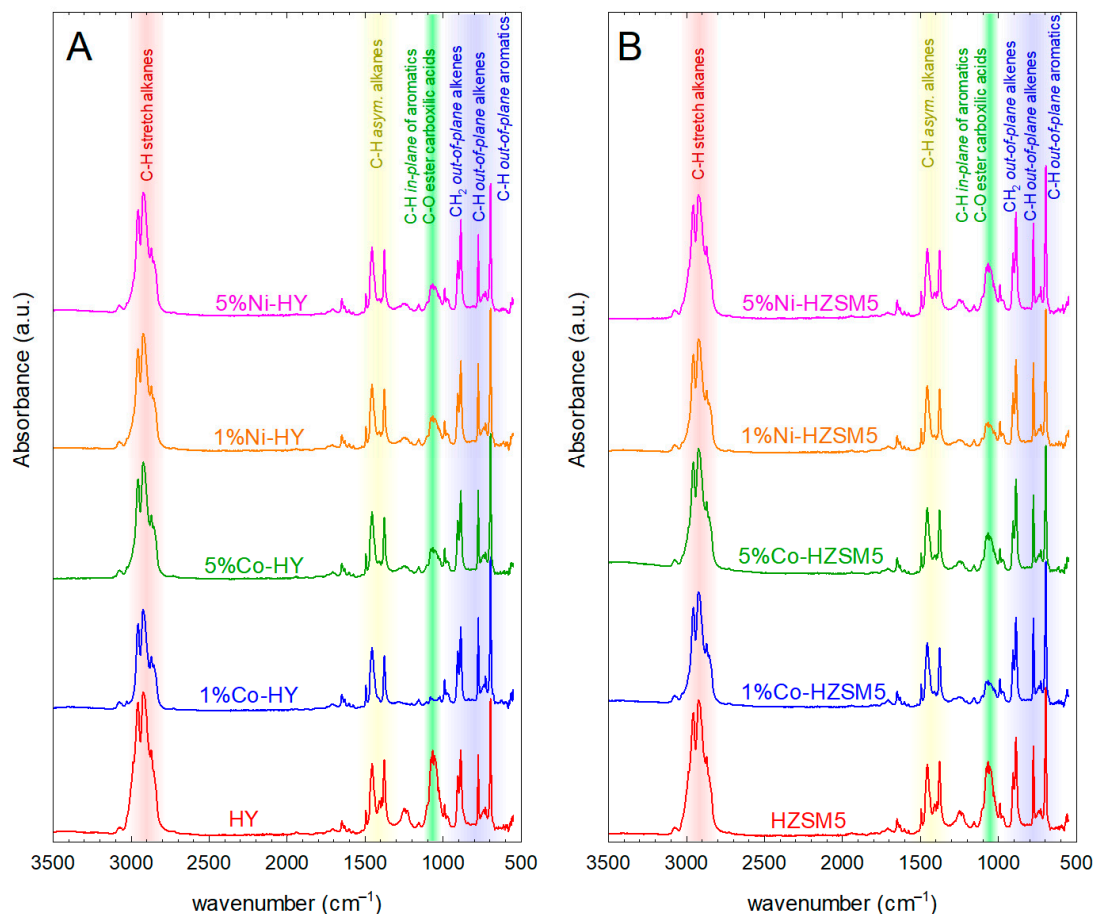 A
C-H stretch alkanes
C-H asym. alkanes
C-H in-plane of aromatics
C-O ester carboxilic acids
CH₂ out-of-plane alkenes
C-H out-of-plane alkenes
C-H out-of-plane aromatics
5%Ni-HY
1%Ni-HY
5%Co-HY
1%Co-HY
HY
Absorbance (a.u.)
3500 3000 2500 2000 1500 1000 500
wavenumber (cm⁻¹)
B
C-H stretch alkanes
C-H asym. alkanes
C-H in-plane of aromatics
C-O ester carboxilic acids
CH₂ out-of-plane alkenes
C-H out-of-plane alkenes
C-H out-of-plane aromatics
5%Ni-HZSM5
1%Ni-HZSM5
5%Co-HZSM5
1%Co-HZSM5
HZSM5
Absorbance (a.u.)
3500 3000 2500 2000 1500 1000 500
wavenumber (cm⁻¹)